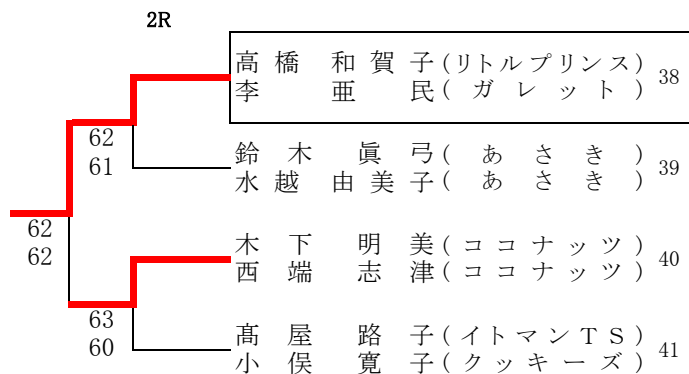 2R
高橋 和賀子(リトルプリンス) 38
李 亜民(ガレット)
62
61
鈴木 眞弓(あさき) 39
水越 由美子(あさき)
62
62
木下 明美(ココナッツ) 40
西端 志津(ココナッツ)
63
60
髙屋 路子(イトマンTS) 41
小俣 寛子(クッキーズ)